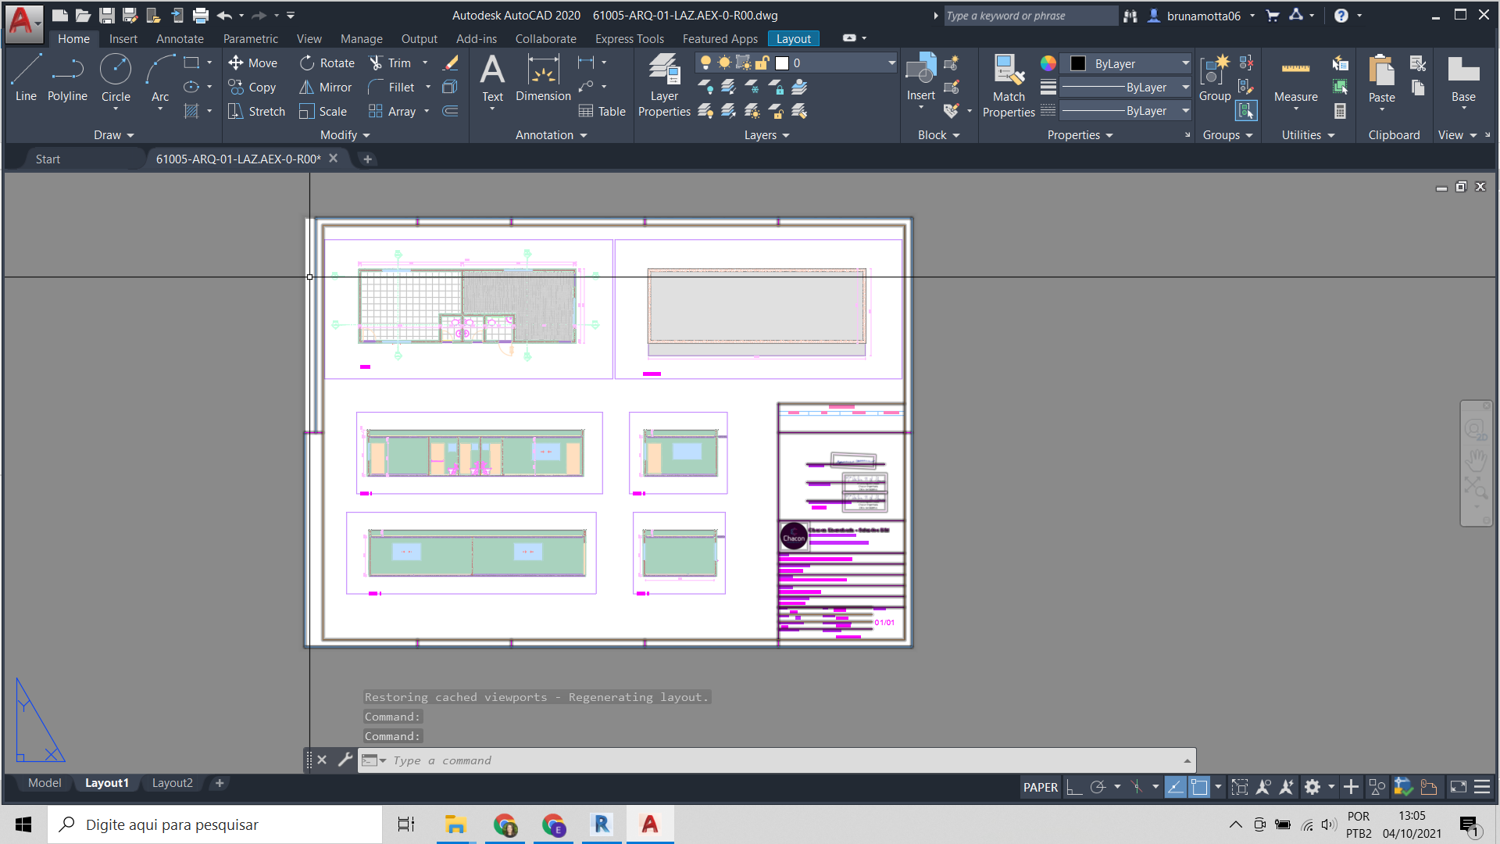 Autodesk AutoCAD 2020 61005-ARQ-01-LAZ.AEX-0-R00.dwg
Type a keyword or phrase
brunamotta06
Home Insert Annotate Parametric View Manage Output Add-ins Collaborate Express Tools Featured Apps Layout
Line Polyline Circle Arc
Move Rotate Trim
Copy Mirror Fillet
Stretch Scale Array
Text Dimension Table
Layer Properties
0
Insert
Match Properties
ByLayer
ByLayer
ByLayer
Group Measure Paste Base
Draw Modify Annotation Layers Block Properties Groups Utilities Clipboard View
Start 61005-ARQ-01-LAZ.AEX-0-R00*
2D
Chacon
01/01
Y
X
Restoring cached viewports - Regenerating layout.
Command:
Command:
Type a command
Model Layout1 Layout2
PAPER
Digite aqui para pesquisar
POR 13:05
PTB2 04/10/2021
1